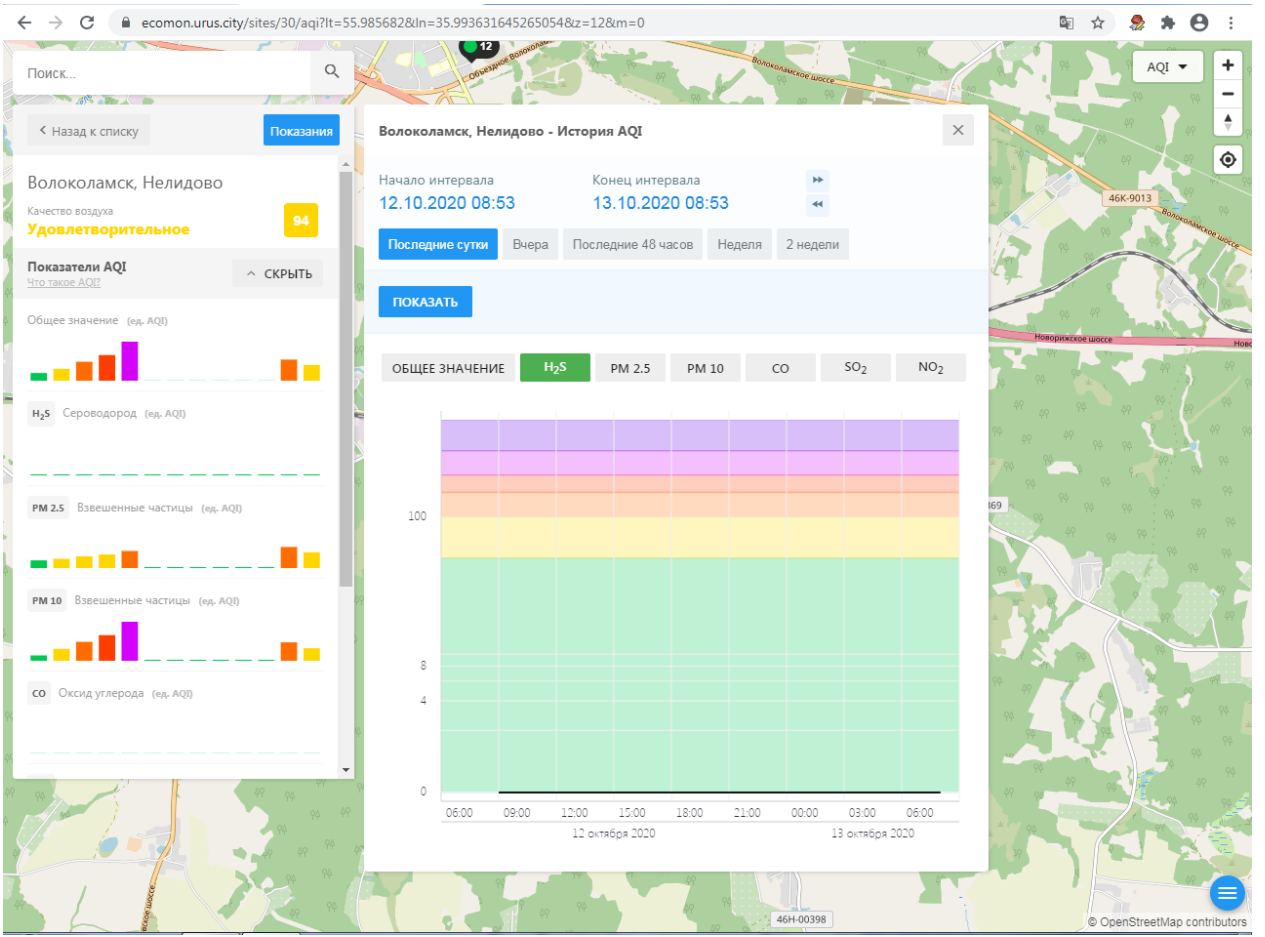 ecomon.urus.city/sites/30/aqi?lt=55.985682&ln=35.993631645265054&z=12&m=0
Поиск...
12
Объездное Волоколамское
Волоколамское шоссе
AQI
+
−
Назад к списку
Показания
Волоколамск, Нелидово
Качество воздуха
Удовлетворительное
94
Показатели AQI
Что такое AQI?
СКРЫТЬ
Общее значение (ед. AQI)
H₂S Сероводород (ед. AQI)
PM 2.5 Взвешенные частицы (ед. AQI)
PM 10 Взвешенные частицы (ед. AQI)
CO Оксид углерода (ед. AQI)
Волоколамск, Нелидово - История AQI
Начало интервала
12.10.2020 08:53
Конец интервала
13.10.2020 08:53
Последние сутки Вчера Последние 48 часов Неделя 2 недели
ПОКАЗАТЬ
ОБЩЕЕ ЗНАЧЕНИЕ H₂S PM 2.5 PM 10 CO SO₂ NO₂
100
8
4
0
06:00 09:00 12:00 15:00 18:00 21:00 00:00 03:00 06:00
12 октября 2020 13 октября 2020
46К-9013
Волоколамское шоссе
Новорижское шоссе
Ново
369
46Н-00398
© OpenStreetMap contributors